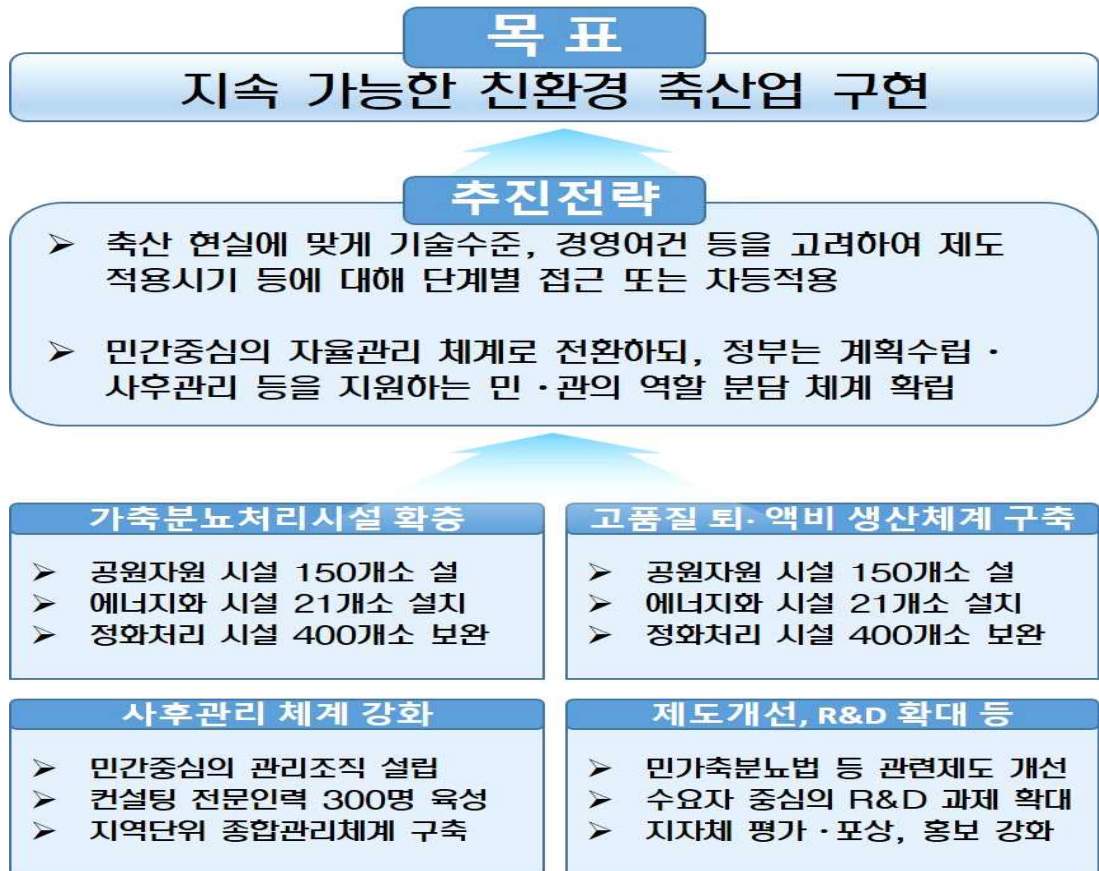 목 표
지속 가능한 친환경 축산업 구현
추진전략
➢ 축산 현실에 맞게 기술수준, 경영여건 등을 고려하여 제도
적용시기 등에 대해 단계별 접근 또는 차등적용
➢ 민간중심의 자율관리 체계로 전환하되, 정부는 계획수립 ·
사후관리 등을 지원하는 민 · 관의 역할 분담 체계 확립
가축분뇨처리시설 확충
➢ 공원자원 시설 150개소 설
➢ 에너지화 시설 21개소 설치
➢ 정화처리 시설 400개소 보완
고품질 퇴· 액비 생산체계 구축
➢ 공원자원 시설 150개소 설
➢ 에너지화 시설 21개소 설치
➢ 정화처리 시설 400개소 보완
사후관리 체계 강화
➢ 민간중심의 관리조직 설립
➢ 컨설팅 전문인력 300명 육성
➢ 지역단위 종합관리체계 구축
제도개선, R&D 확대 등
➢ 민가축분뇨법 등 관련제도 개선
➢ 수요자 중심의 R&D 과제 확대
➢ 지자체 평가 · 포상, 홍보 강화